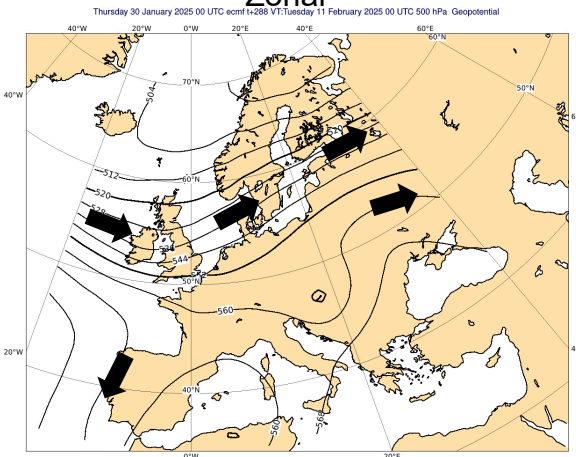 Zonal
Thursday 30 January 2025 00 UTC ecmf t+288 VT:Tuesday 11 February 2025 00 UTC 500 hPa Geopotential
40°W 20°W 0°W 20°E 40°E 60°E
70°N
50°N
40°W
504
6
512
60°N
520
544
50°N
560
20°W
4
40°N
560
568
0°W 20°E